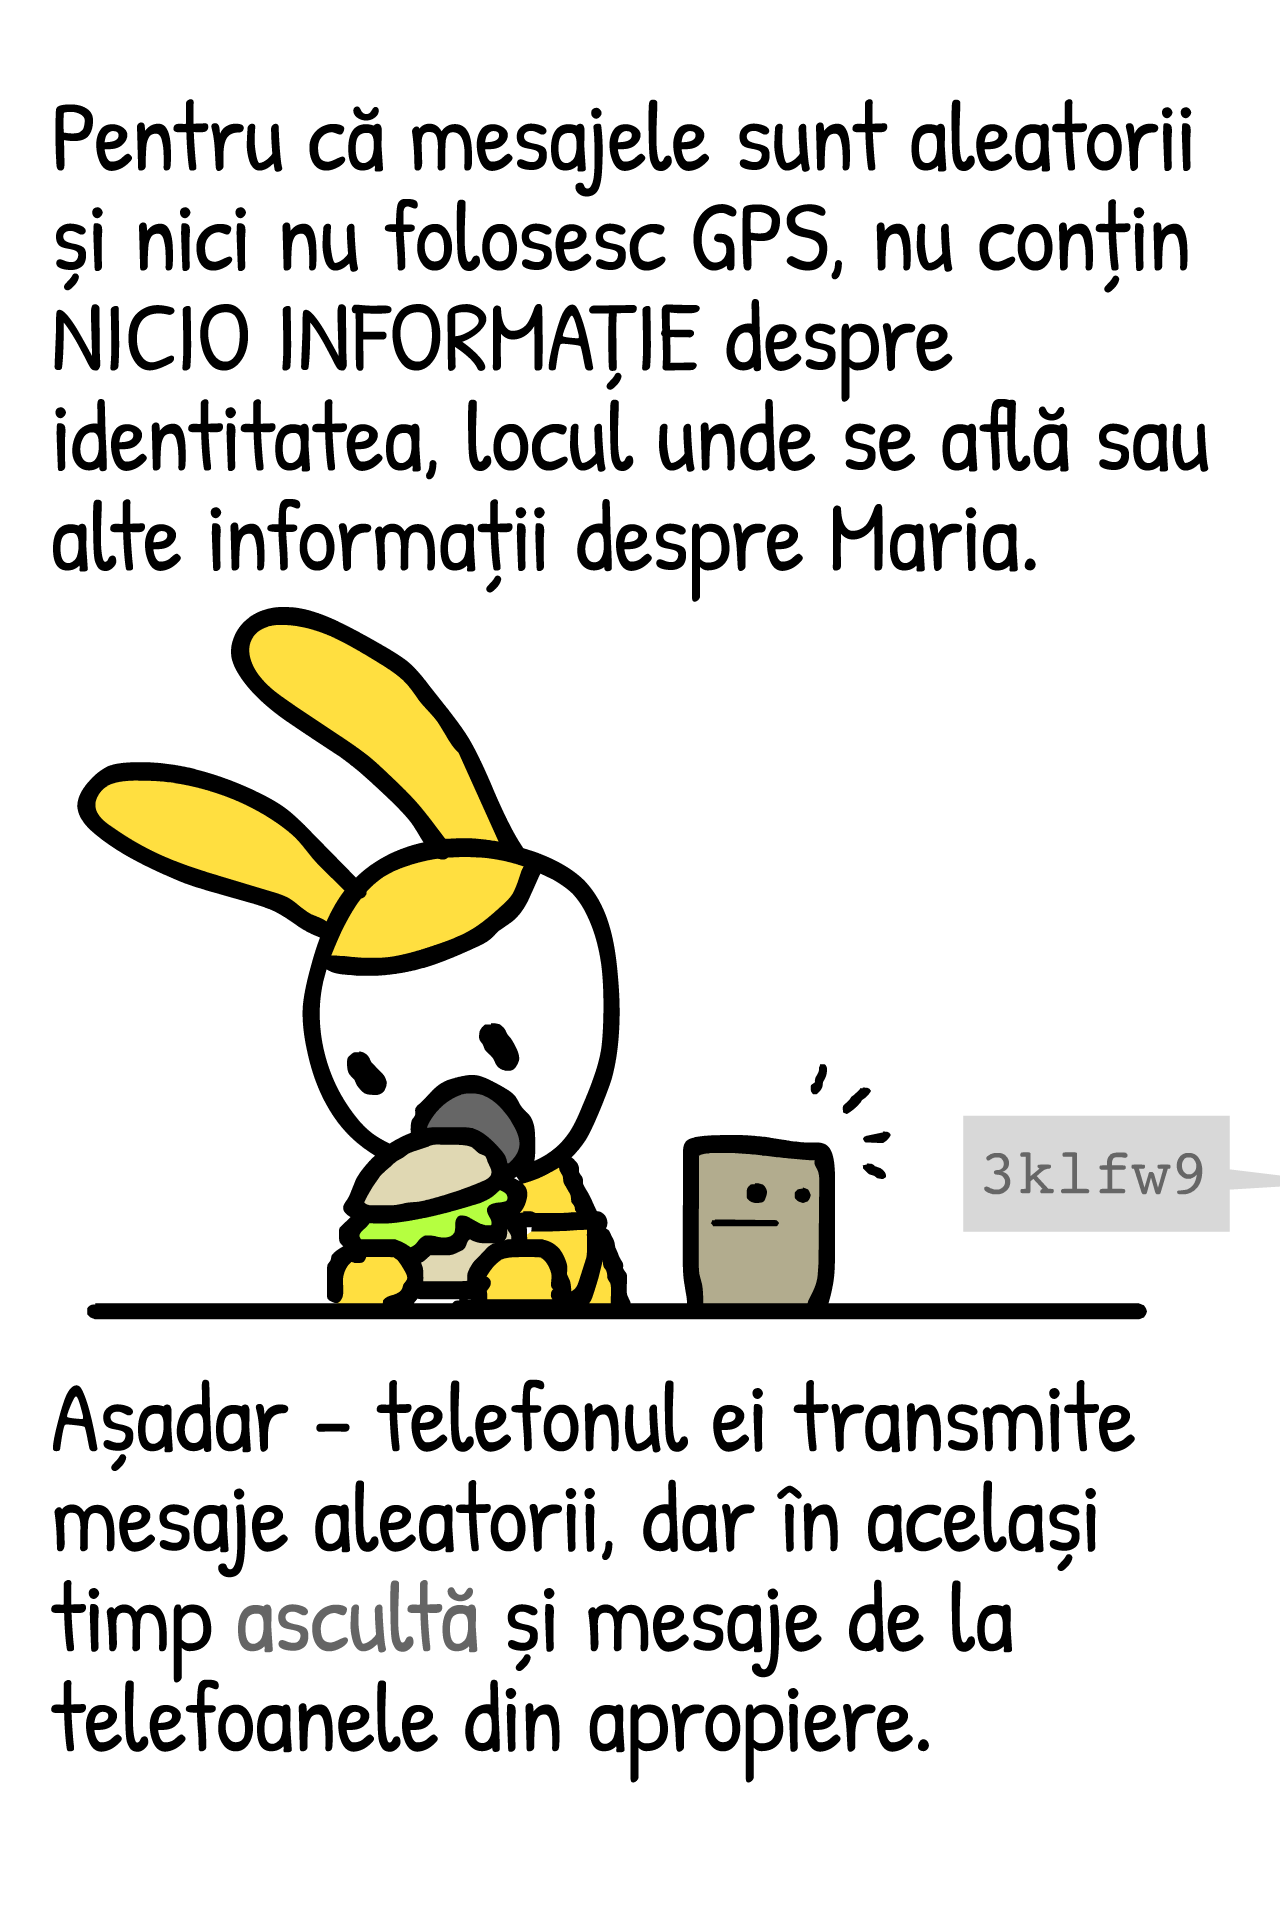 Pentru că mesajele sunt aleatorii
și nici nu folosesc GPS, nu conțin
NICIO INFORMAȚIE despre
identitatea, locul unde se află sau
alte informații despre Maria.
3klfw9
Așadar - telefonul ei transmite
mesaje aleatorii, dar în același
timp ascultă și mesaje de la
telefoanele din apropiere.